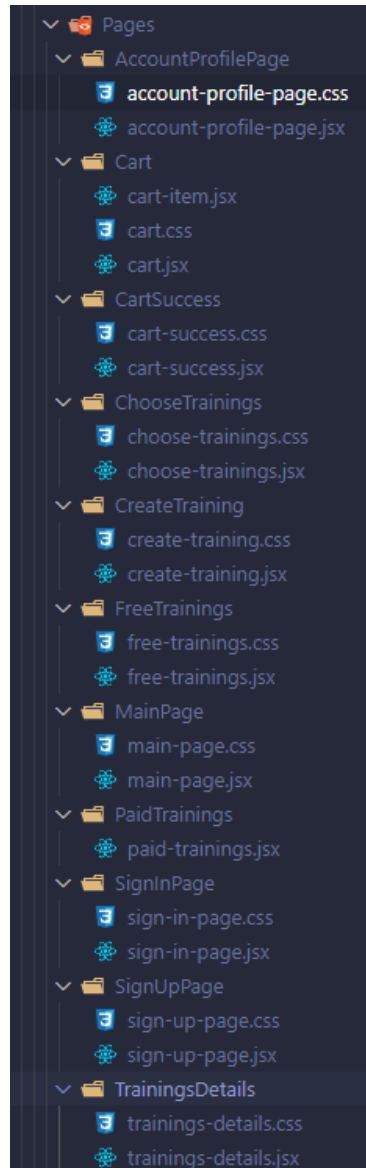 Pages
AccountProfilePage
account-profile-page.css
account-profile-page.jsx
Cart
cart-item.jsx
cart.css
cart.jsx
CartSuccess
cart-success.css
cart-success.jsx
ChooseTrainings
choose-trainings.css
choose-trainings.jsx
CreateTraining
create-training.css
create-training.jsx
FreeTrainings
free-trainings.css
free-trainings.jsx
MainPage
main-page.css
main-page.jsx
PaidTrainings
paid-trainings.jsx
SignInPage
sign-in-page.css
sign-in-page.jsx
SignUpPage
sign-up-page.css
sign-up-page.jsx
TrainingsDetails
trainings-details.css
trainings-details.jsx